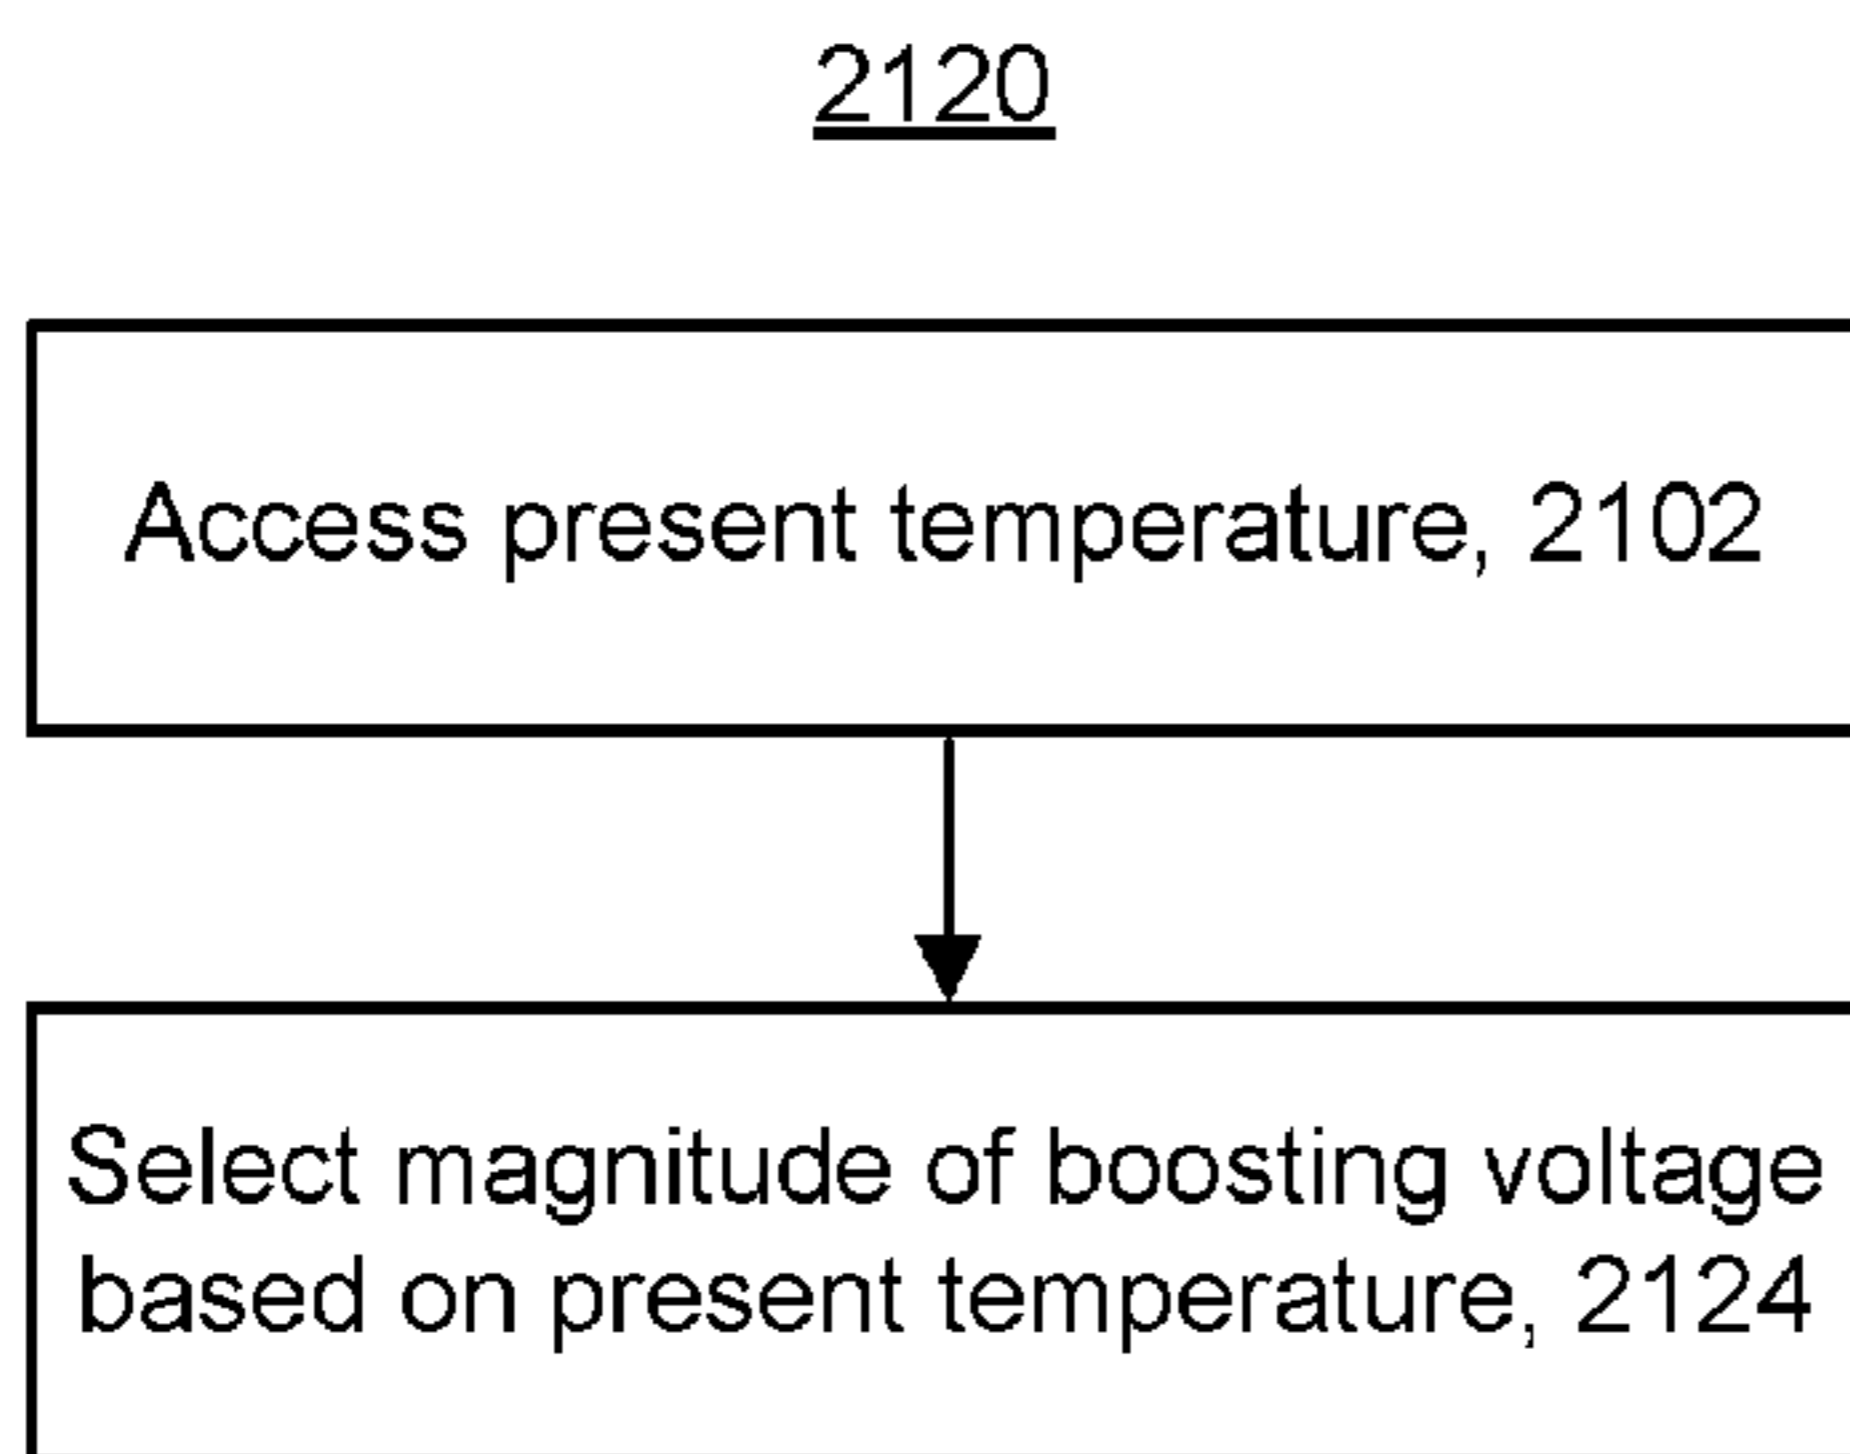 2120
Access present temperature, 2102
Select magnitude of boosting voltage
based on present temperature, 2124